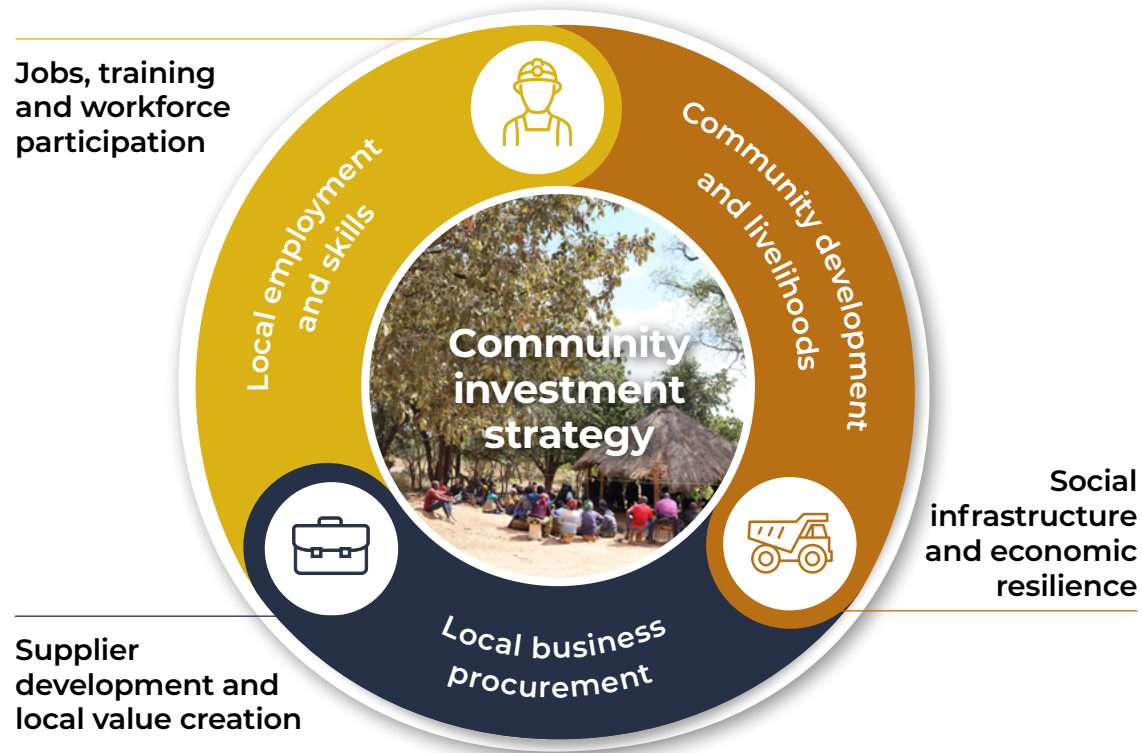 Jobs, training
and workforce
participation
Local employment
and skills
Community development
and livelihoods
Community
investment
strategy
Social
infrastructure
and economic
resilience
Local business
procurement
Supplier
development and
local value creation